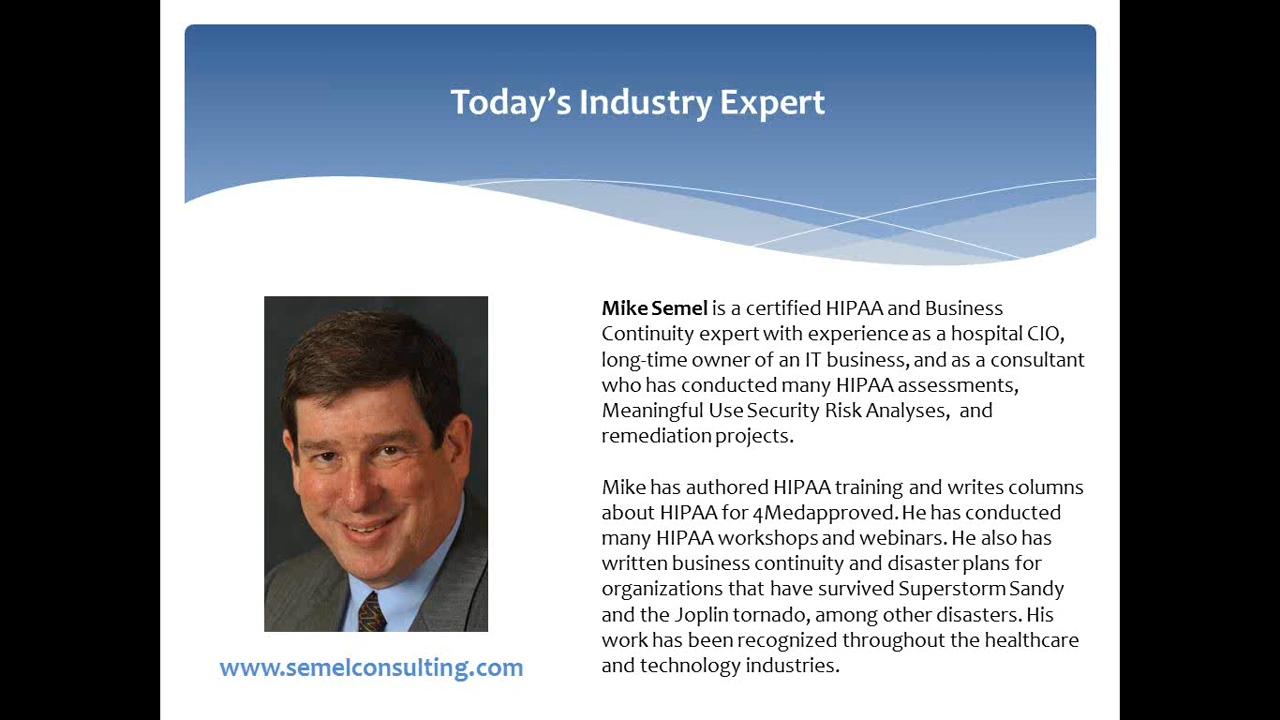 Today’s Industry Expert
Mike Semel is a certified HIPAA and Business
Continuity expert with experience as a hospital CIO,
long-time owner of an IT business, and as a consultant
who has conducted many HIPAA assessments,
Meaningful Use Security Risk Analyses,  and
remediation projects.
Mike has authored HIPAA training and writes columns
about HIPAA for 4Medapproved. He has conducted
many HIPAA workshops and webinars. He also has
written business continuity and disaster plans for
organizations that have survived Superstorm Sandy
and the Joplin tornado, among other disasters. His
work has been recognized throughout the healthcare
and technology industries.
www.semelconsulting.com